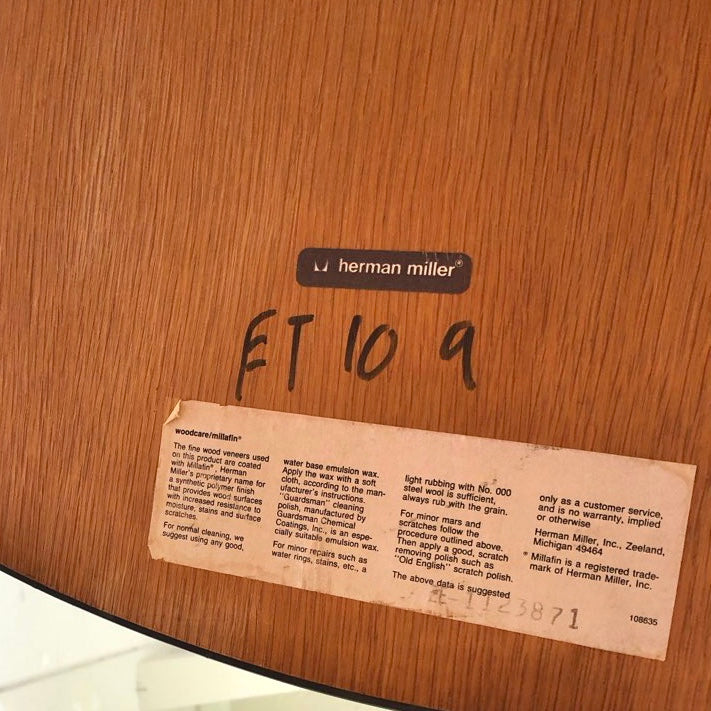 herman miller®
ET 109
woodcare/millafin®
The fine wood veneers used
on this product are coated
with Millafin®, Herman
Miller's proprietary name for
a synthetic polymer finish
that provides wood surfaces
with increased resistance to
moisture, stains and surface
scratches.
For normal cleaning, we
suggest using any good,
water base emulsion wax.
Apply the wax with a soft
cloth, according to the man-
ufacturer's instructions.
"Guardsman" cleaning
polish, manufactured by
Guardsman Chemical
Coatings, Inc., is an espe-
cially suitable emulsion wax.
For minor repairs such as
water rings, stains, etc., a
light rubbing with No. 000
steel wool is sufficient,
always rub with the grain.
For minor mars and
scratches follow the
procedure outlined above.
Then apply a good, scratch
removing polish such as
"Old English" scratch polish.
The above data is suggested
only as a customer service,
and is no warranty, implied
or otherwise
Herman Miller, Inc., Zeeland,
Michigan 49464
® Millafin is a registered trade-
mark of Herman Miller, Inc.
1123871
108635